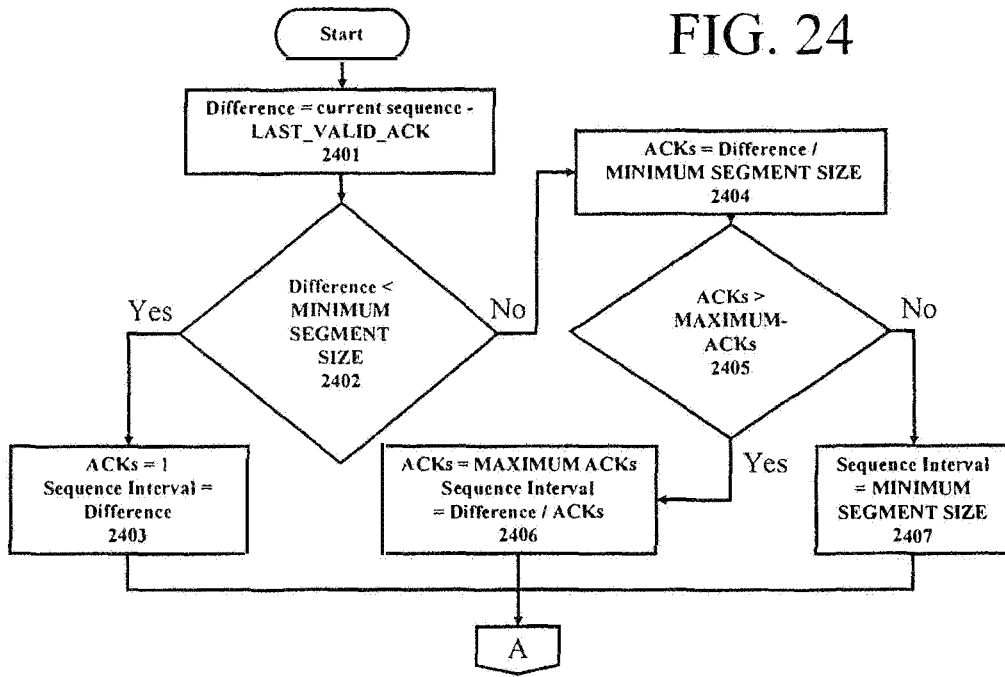 FIG. 24
Start
Difference = current sequence -
LAST_VALID_ACK
2401
Difference <
MINIMUM
SEGMENT
SIZE
2402
Yes
No
ACKs = Difference /
MINIMUM SEGMENT SIZE
2404
ACKs >
MAXIMUM-
ACKs
2405
No
Yes
ACKs = 1
Sequence Interval =
Difference
2403
ACKs = MAXIMUM ACKs
Sequence Interval
= Difference / ACKs
2406
Sequence Interval
= MINIMUM
SEGMENT SIZE
2407
A